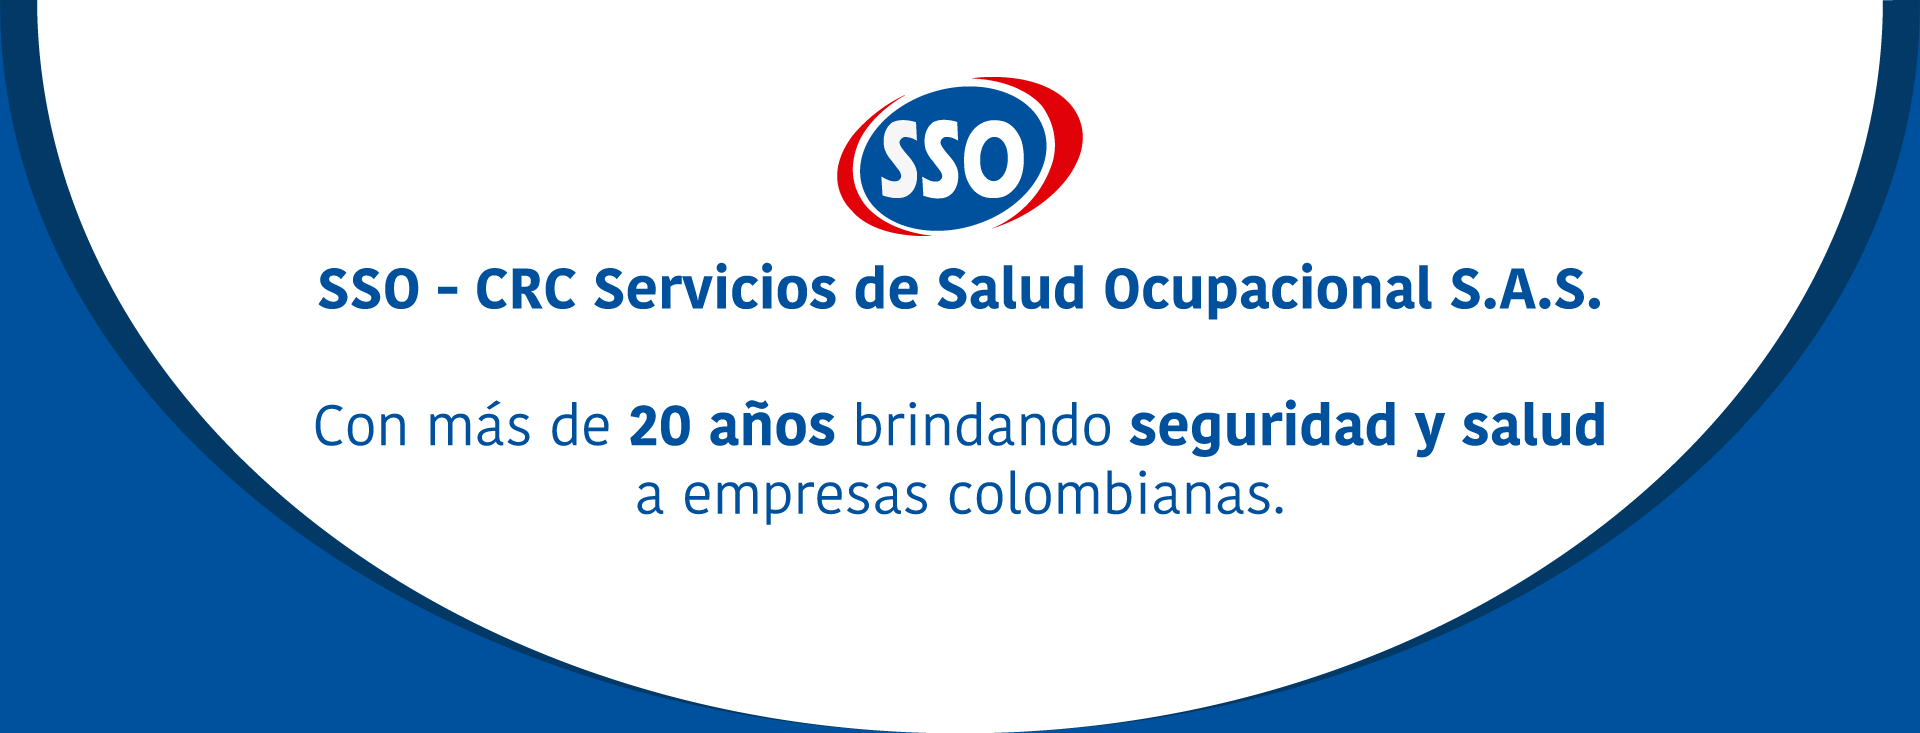 SSO
SSO - CRC Servicios de Salud Ocupacional S.A.S.
Con más de 20 años brindando seguridad y salud
a empresas colombianas.